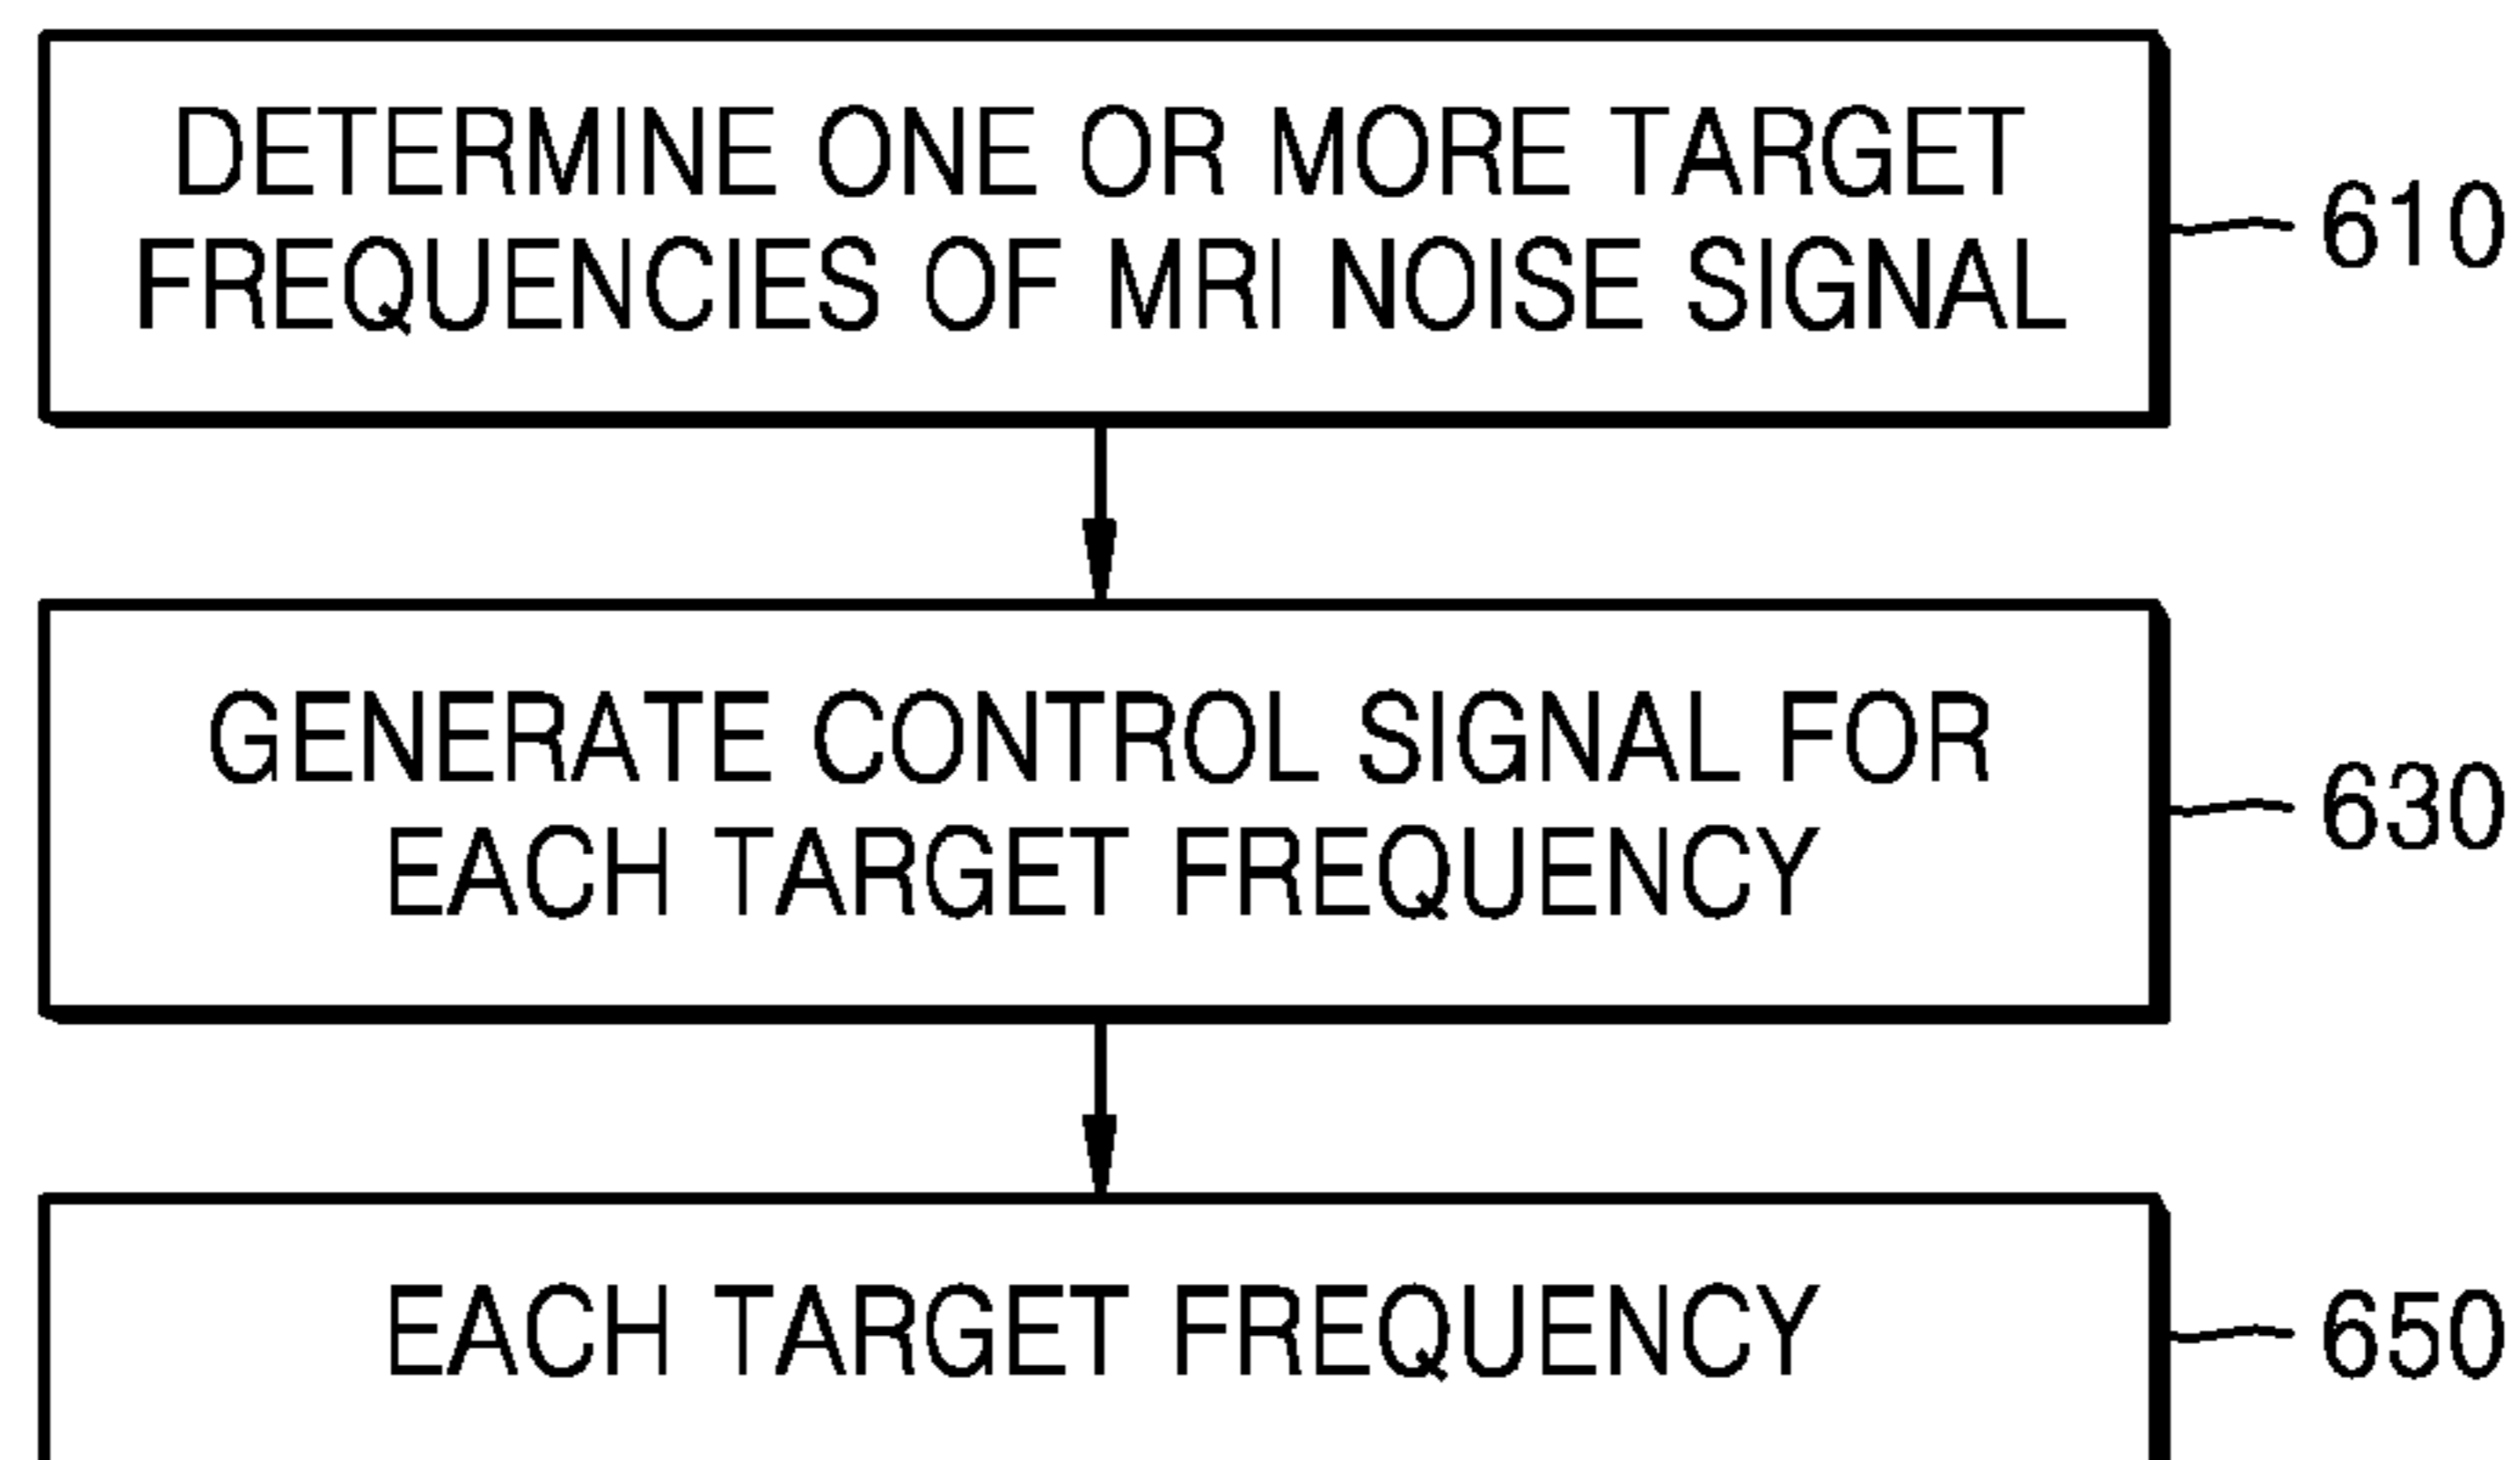 DETERMINE ONE OR MORE TARGET
FREQUENCIES OF MRI NOISE SIGNAL
610
GENERATE CONTROL SIGNAL FOR
EACH TARGET FREQUENCY
630
EACH TARGET FREQUENCY
650